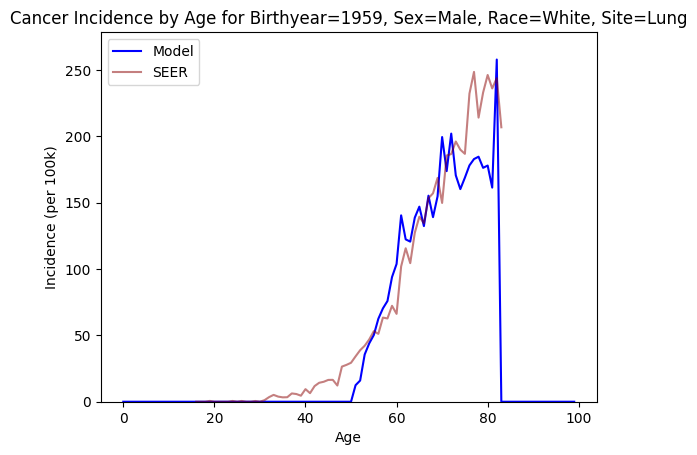 Cancer Incidence by Age for Birthyear=1959, Sex=Male, Race=White, Site=Lung
Model
SEER
250
200
150
100
50
0
Incidence (per 100k)
0 20 40 60 80 100
Age